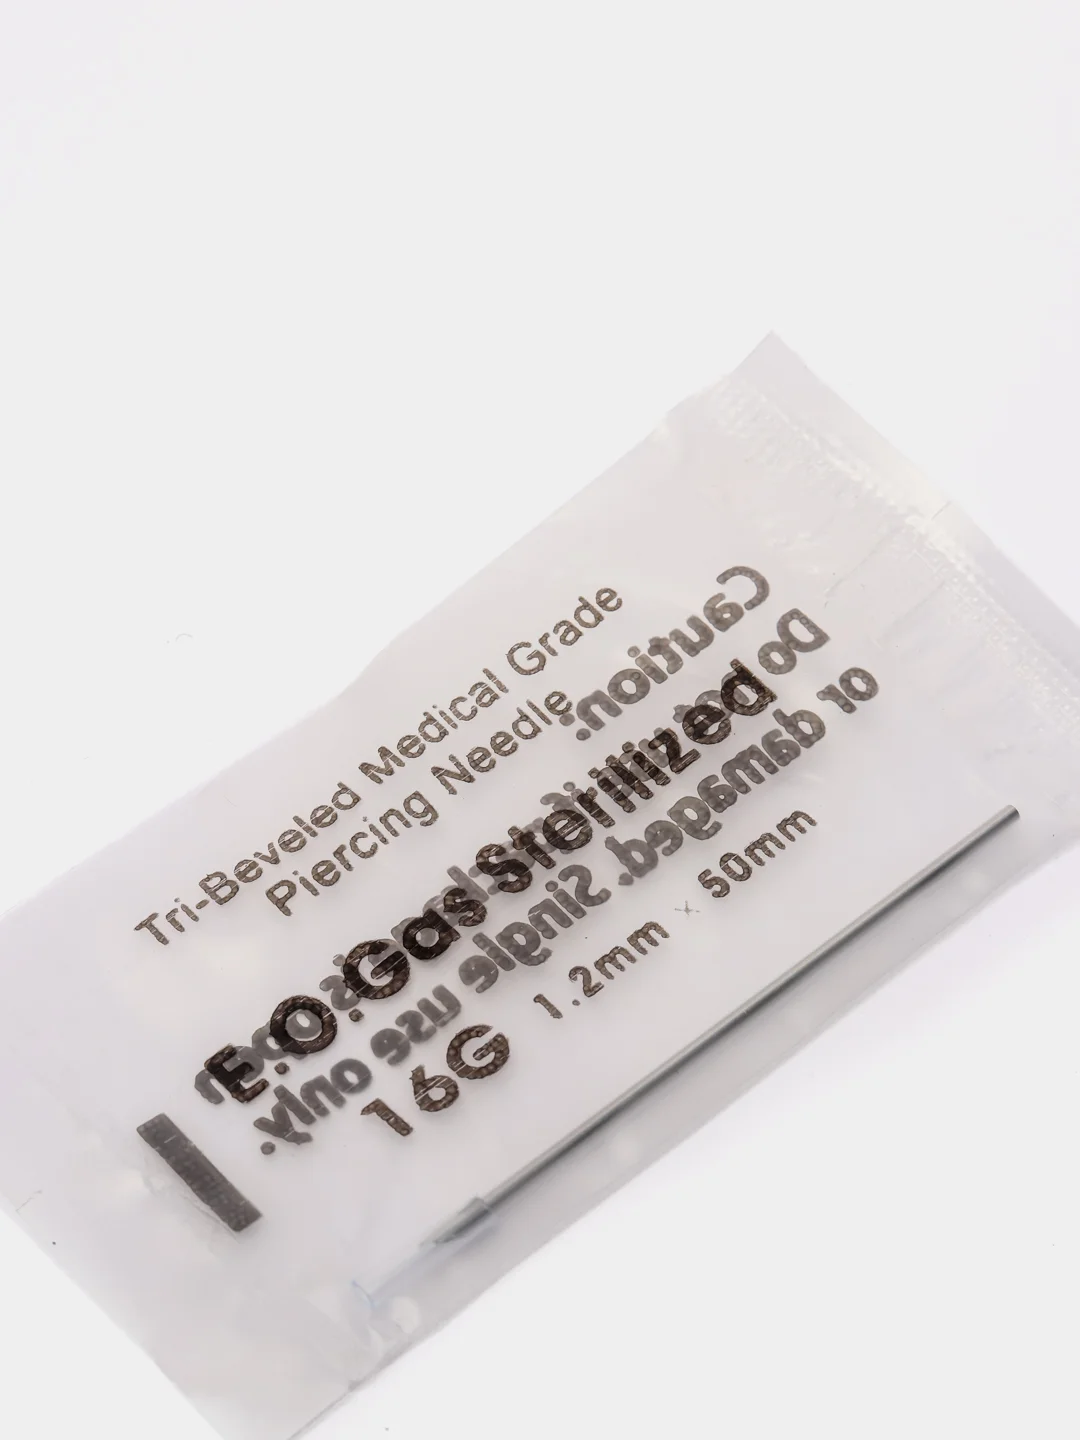 Tri-Beveled Medical Grade
Piercing Needle
E.O.Gas Sterilized
16G 1.2mm × 50mm
Caution:
Do
or damaged. Single use only.